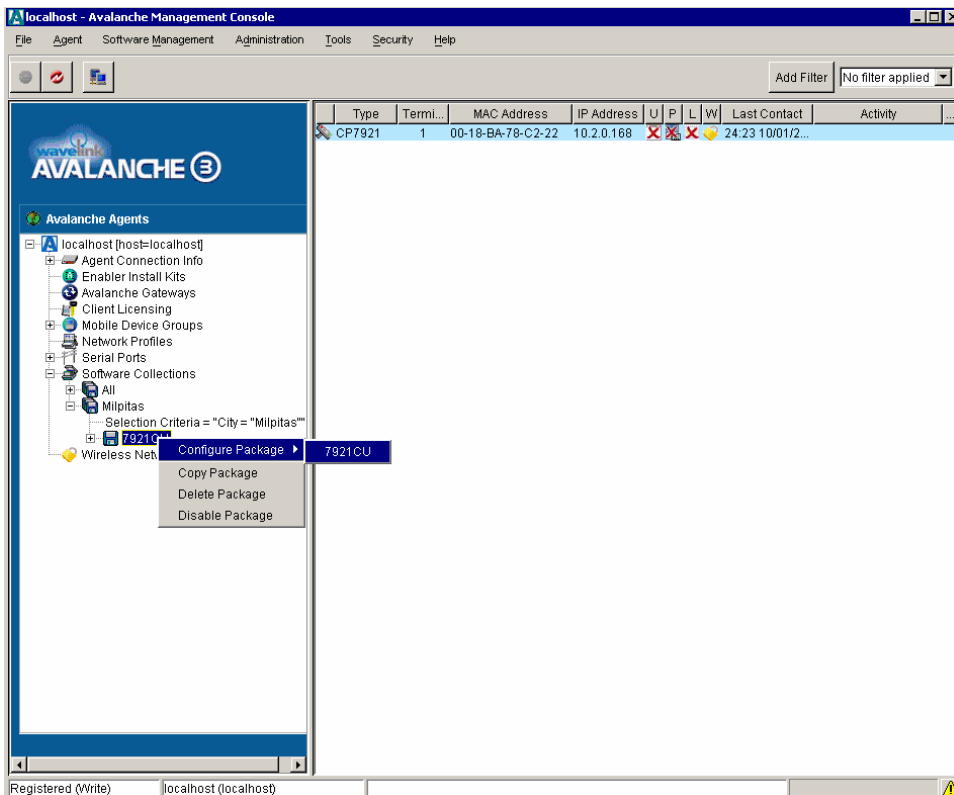 localhost - Avalanche Management Console
File Agent Software Management Administration Tools Security Help
Add Filter No filter applied
Type Termi... MAC Address IP Address U P L W Last Contact Activity ...
CP7921 1 00-18-BA-78-C2-22 10.2.0.168 24:23 10/01/2...
wavelink
AVALANCHE 3
Avalanche Agents
localhost [host=localhost]
Agent Connection Info
Enabler Install Kits
Avalanche Gateways
Client Licensing
Mobile Device Groups
Network Profiles
Serial Ports
Software Collections
All
Milpitas
Selection Criteria = "City = "Milpitas""
7921CU
Wireless Net
Configure Package
7921CU
Copy Package
Delete Package
Disable Package
Registered (Write) localhost (localhost)